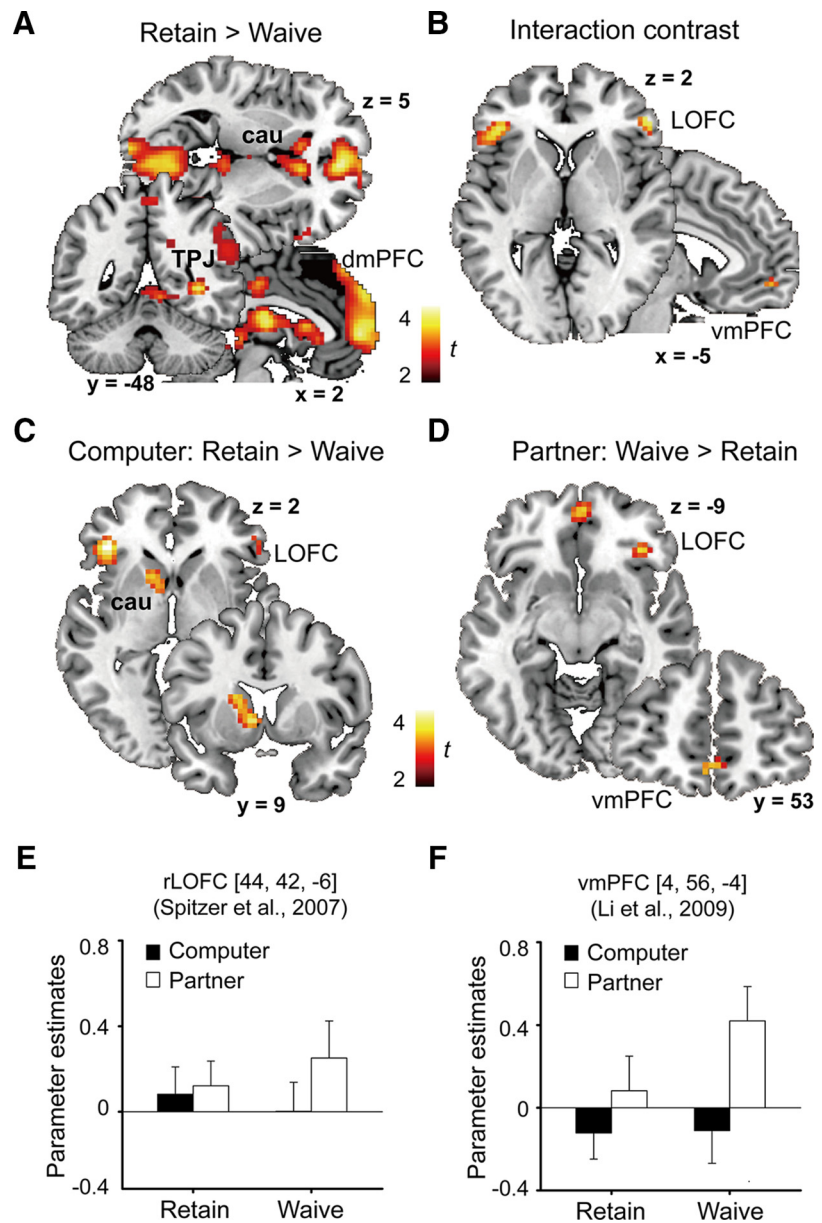 A
Retain > Waive
z = 5
cau
TPJ
dmPFC
4
t
2
y = -48
x = 2
B
Interaction contrast
z = 2
LOFC
vmPFC
x = -5
C
Computer: Retain > Waive
z = 2
LOFC
cau
4
t
2
y = 9
D
Partner: Waive > Retain
z = -9
LOFC
vmPFC
y = 53
E
rLOFC [44, 42, -6]
(Spitzer et al., 2007)
0.8
Computer
Partner
0.4
0
-0.4
Parameter estimates
Retain
Waive
F
vmPFC [4, 56, -4]
(Li et al., 2009)
0.8
Computer
Partner
0.4
0
-0.4
Parameter estimates
Retain
Waive